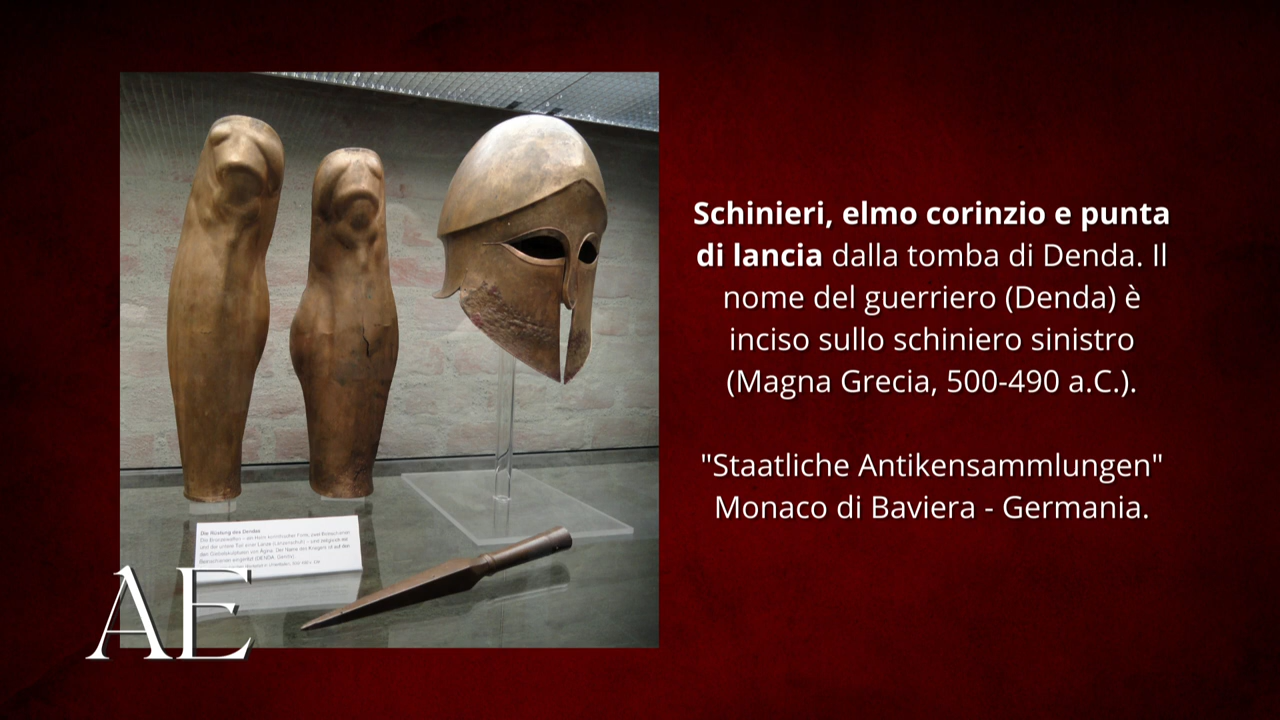 Schinieri, elmo corinzio e punta
di lancia dalla tomba di Denda. Il
nome del guerriero (Denda) è
inciso sullo schiniero sinistro
(Magna Grecia, 500-490 a.C.).
"Staatliche Antikensammlungen"
Monaco di Baviera - Germania.
Die Rüstung des Dendas
AE